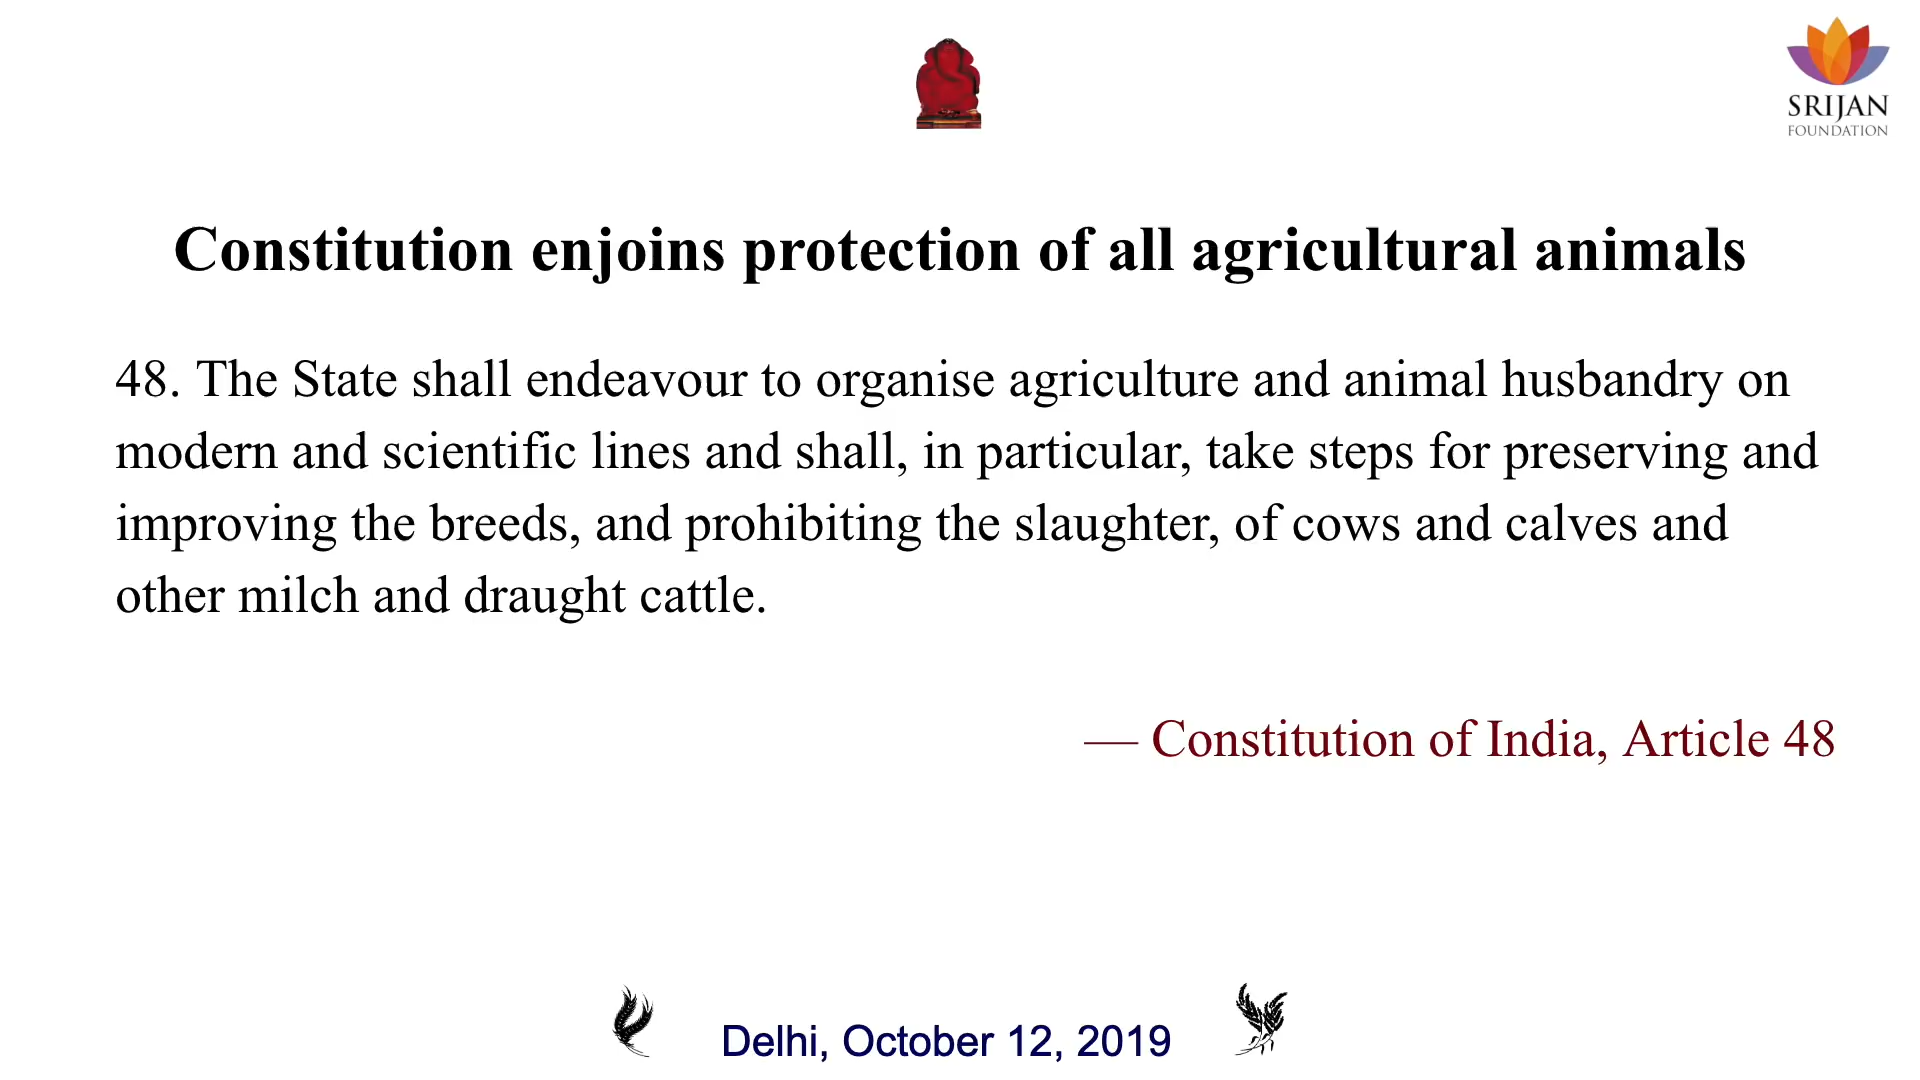 SRIJAN
FOUNDATION
Constitution enjoins protection of all agricultural animals
48. The State shall endeavour to organise agriculture and animal husbandry on
modern and scientific lines and shall, in particular, take steps for preserving and
improving the breeds, and prohibiting the slaughter, of cows and calves and
other milch and draught cattle.
— Constitution of India, Article 48
Delhi, October 12, 2019